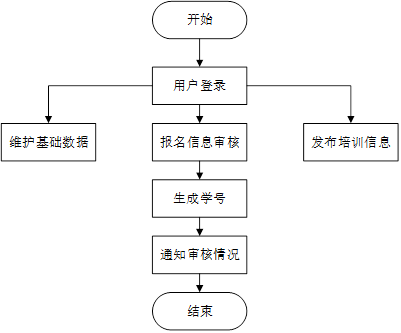 开始
用户登录
维护基础数据
报名信息审核
发布培训信息
生成学号
通知审核情况
结束